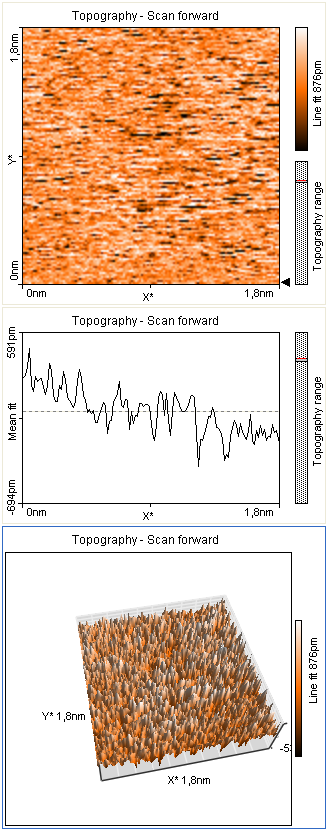 Topography - Scan forward
1,8nm
Y*
0nm
0nm
X*
1,8nm
Line fit 876pm
Topography range
Topography - Scan forward
591pm
Mean fit
-694pm
0nm
X*
1,8nm
Topography range
Topography - Scan forward
Y* 1,8nm
X* 1,8nm
Line fit 876pm